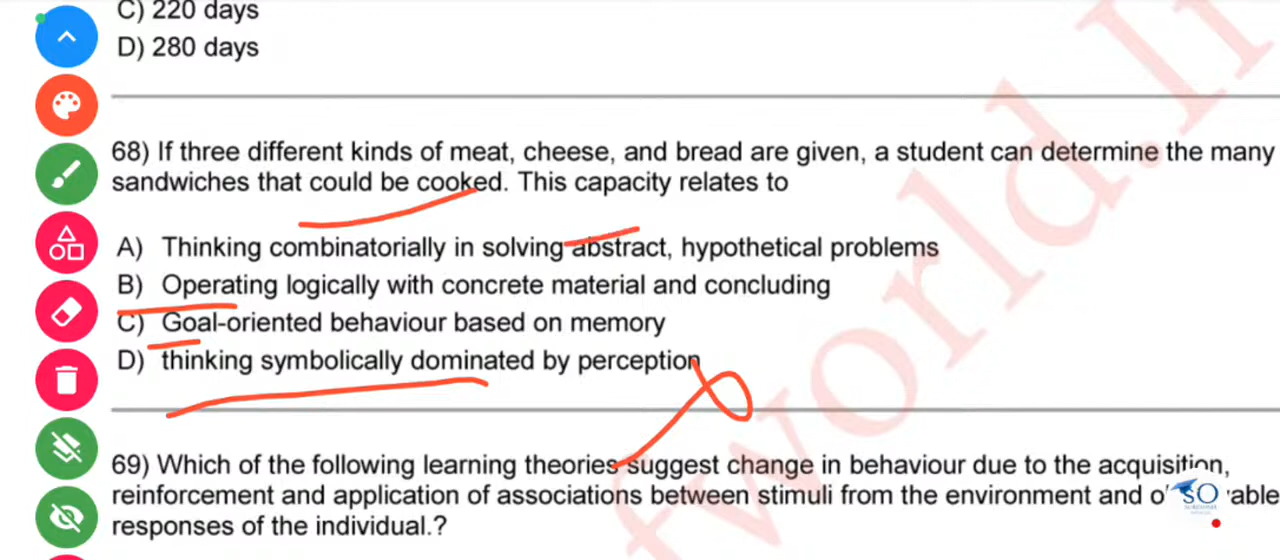 C) 220 days
D) 280 days
68) If three different kinds of meat, cheese, and bread are given, a student can determine the many
sandwiches that could be cooked. This capacity relates to
A) Thinking combinatorially in solving abstract, hypothetical problems
B) Operating logically with concrete material and concluding
C) Goal-oriented behaviour based on memory
D) thinking symbolically dominated by perception
69) Which of the following learning theories suggest change in behaviour due to the acquisition,
reinforcement and application of associations between stimuli from the environment and
responses of the individual.?
fworld.
SO